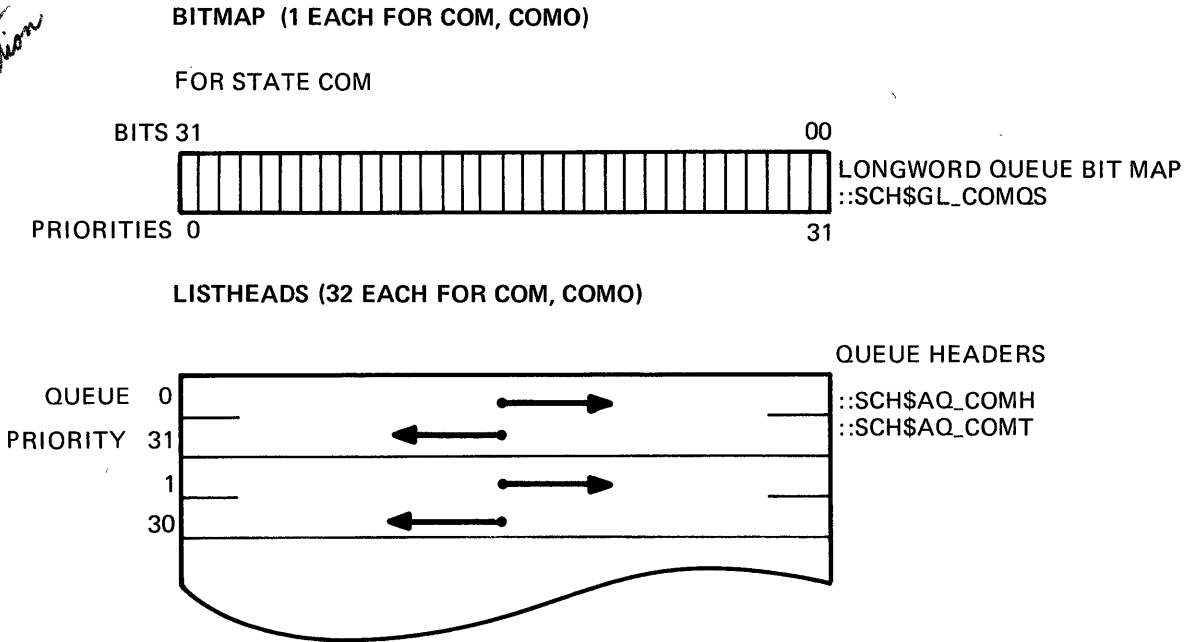 BITMAP (1 EACH FOR COM, COMO)
FOR STATE COM
BITS 31 00
LONGWORD QUEUE BIT MAP
::SCH$GL_COMQS
PRIORITIES 0 31
LISTHEADS (32 EACH FOR COM, COMO)
QUEUE HEADERS
QUEUE 0 ::SCH$AQ_COMH
PRIORITY 31 ::SCH$AQ_COMT
1
30